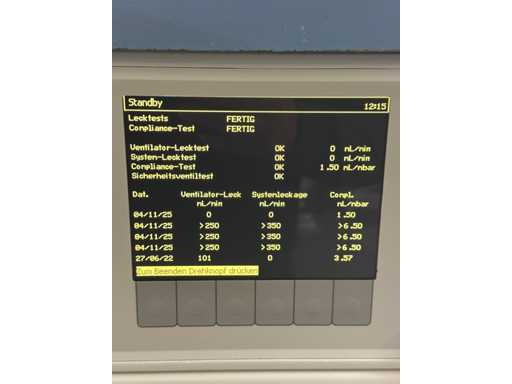 Standby 12:15
Lecktests FERTIG
Compliance-Test FERTIG
Ventilator-Lecktest OK 0 mL/min
System-Lecktest OK 0 mL/min
Compliance-Test OK 1.50 mL/mbar
Sicherheitsventiltest OK
Dat. Ventilator-Leck Systemleckage Compl.
mL/min mL/min mL/mbar
04/11/25 0 0 1.50
04/11/25 >250 >350 >6.50
04/11/25 >250 >350 >6.50
04/11/25 >250 >350 >6.50
27/06/22 101 0 3.57
Zum Beenden Drehknopf drücken